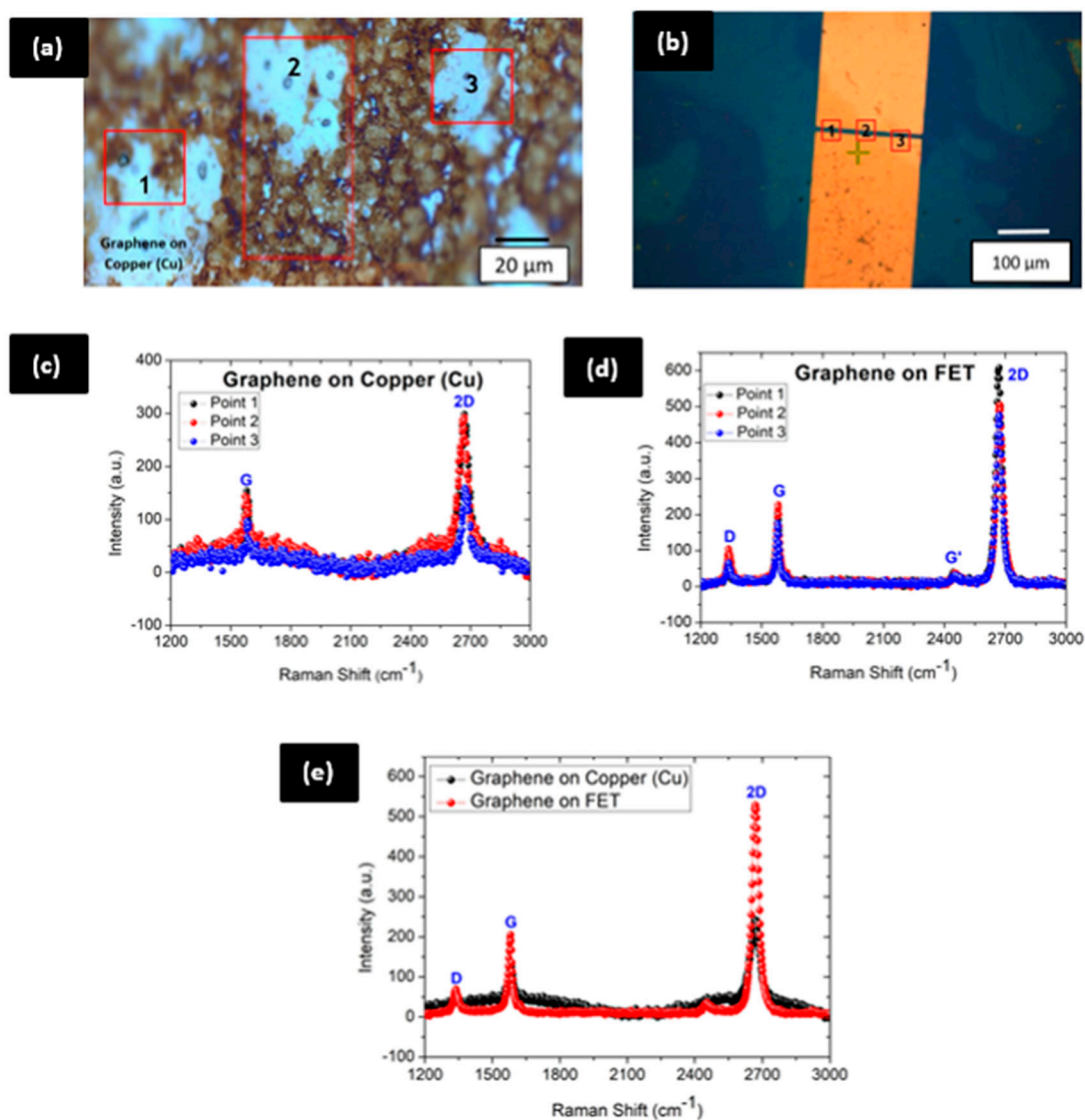 (a)
1
2
3
Graphene on
Copper (Cu)
20 µm
(b)
1
2
3
100 µm
(c)
Graphene on Copper (Cu)
Point 1
Point 2
Point 3
G
2D
400
300
200
100
0
-100
1200 1500 1800 2100 2400 2700 3000
Intensity (a.u.)
Raman Shift (cm-1)
(d)
Graphene on FET
Point 1
Point 2
Point 3
D
G
G*
2D
600
500
400
300
200
100
0
-100
1200 1500 1800 2100 2400 2700 3000
Intensity (a.u.)
Raman Shift (cm-1)
(e)
Graphene on Copper (Cu)
Graphene on FET
D
G
2D
600
500
400
300
200
100
0
-100
1200 1500 1800 2100 2400 2700 3000
Intensity (a.u.)
Raman Shift (cm-1)